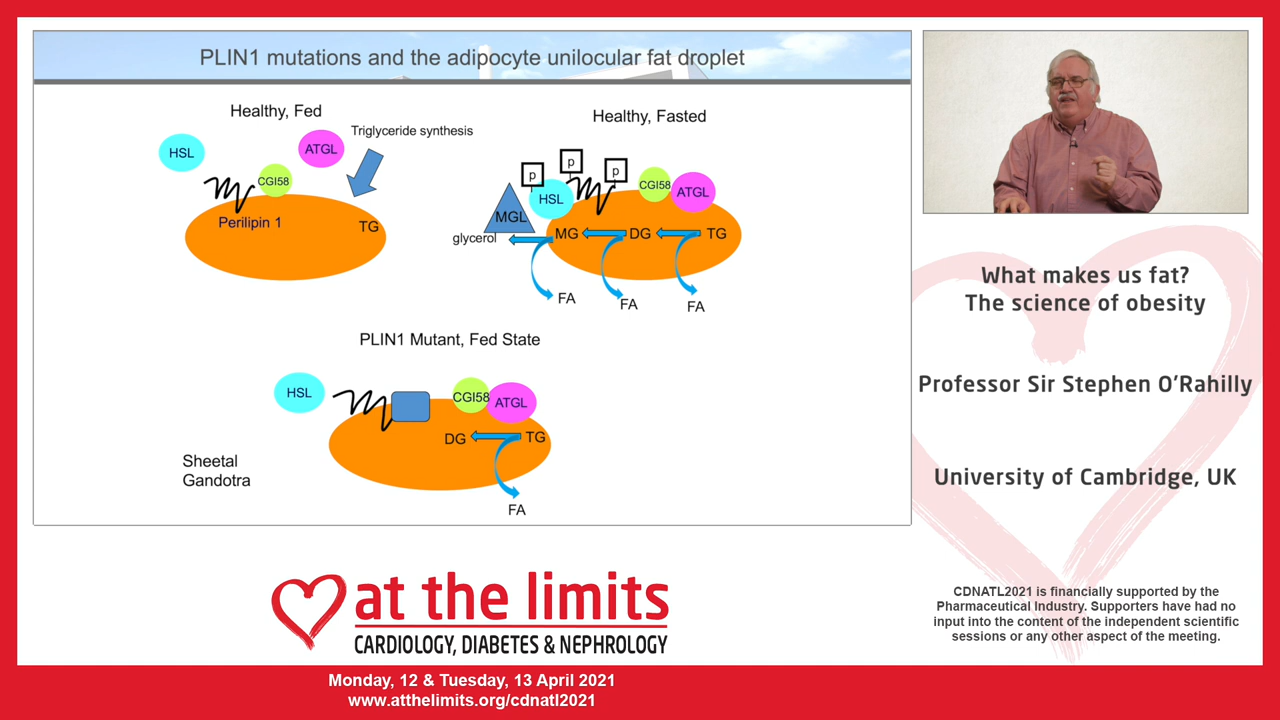 PLIN1 mutations and the adipocyte unilocular fat droplet
Healthy, Fed
Triglyceride synthesis
HSL
ATGL
CGI58
Perilipin 1
TG
Healthy, Fasted
p
p
p
HSL
CGI58
ATGL
MGL
glycerol
MG
DG
TG
FA
FA
FA
PLIN1 Mutant, Fed State
HSL
CGI58
ATGL
DG
TG
FA
Sheetal
Gandotra
What makes us fat?
The science of obesity
Professor Sir Stephen O'Rahilly
University of Cambridge, UK
CDNATL2021 is financially supported by the
Pharmaceutical Industry. Supporters have had no
input into the content of the independent scientific
sessions or any other aspect of the meeting.
at the limits
CARDIOLOGY, DIABETES & NEPHROLOGY
Monday, 12 & Tuesday, 13 April 2021
www.atthelimits.org/cdnatl2021